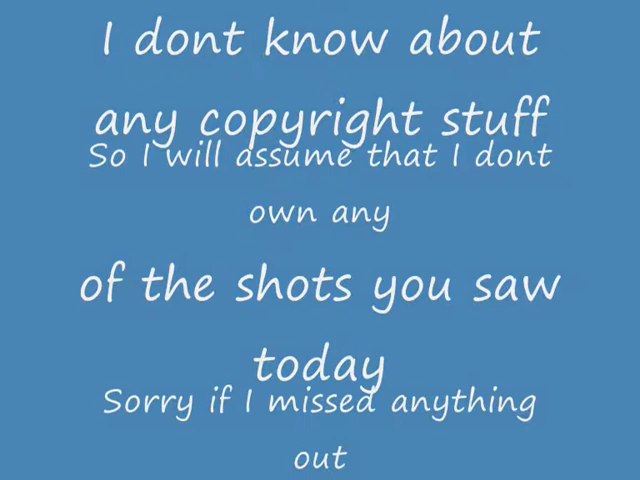 I dont know about
any copyright stuff
So I will assume that I dont
own any
of the shots you saw
today
Sorry if I missed anything
out